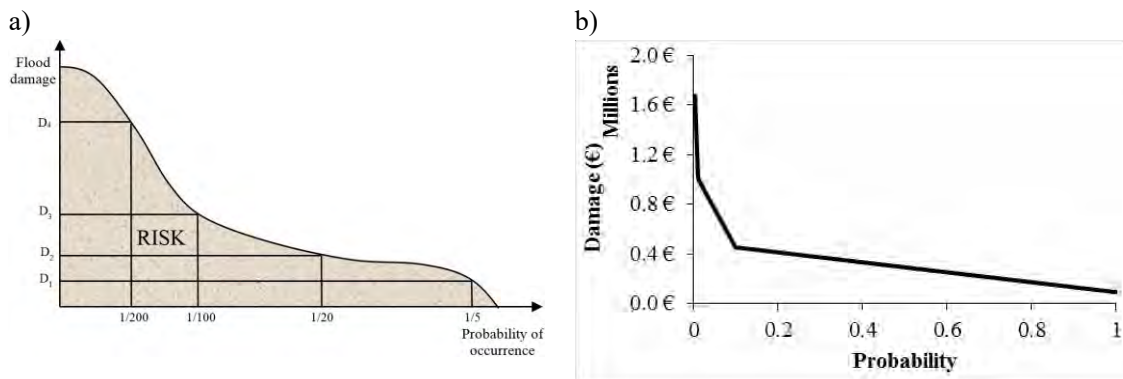 a)
Flood
damage
D₄
D₃
D₂
D₁
RISK
1/200
1/100
1/20
1/5
Probability of
occurrence
b)
Damage (€)
Millions
2.0 €
1.6 €
1.2 €
0.8 €
0.4 €
0.0 €
0
0.2
0.4
0.6
0.8
1
Probability